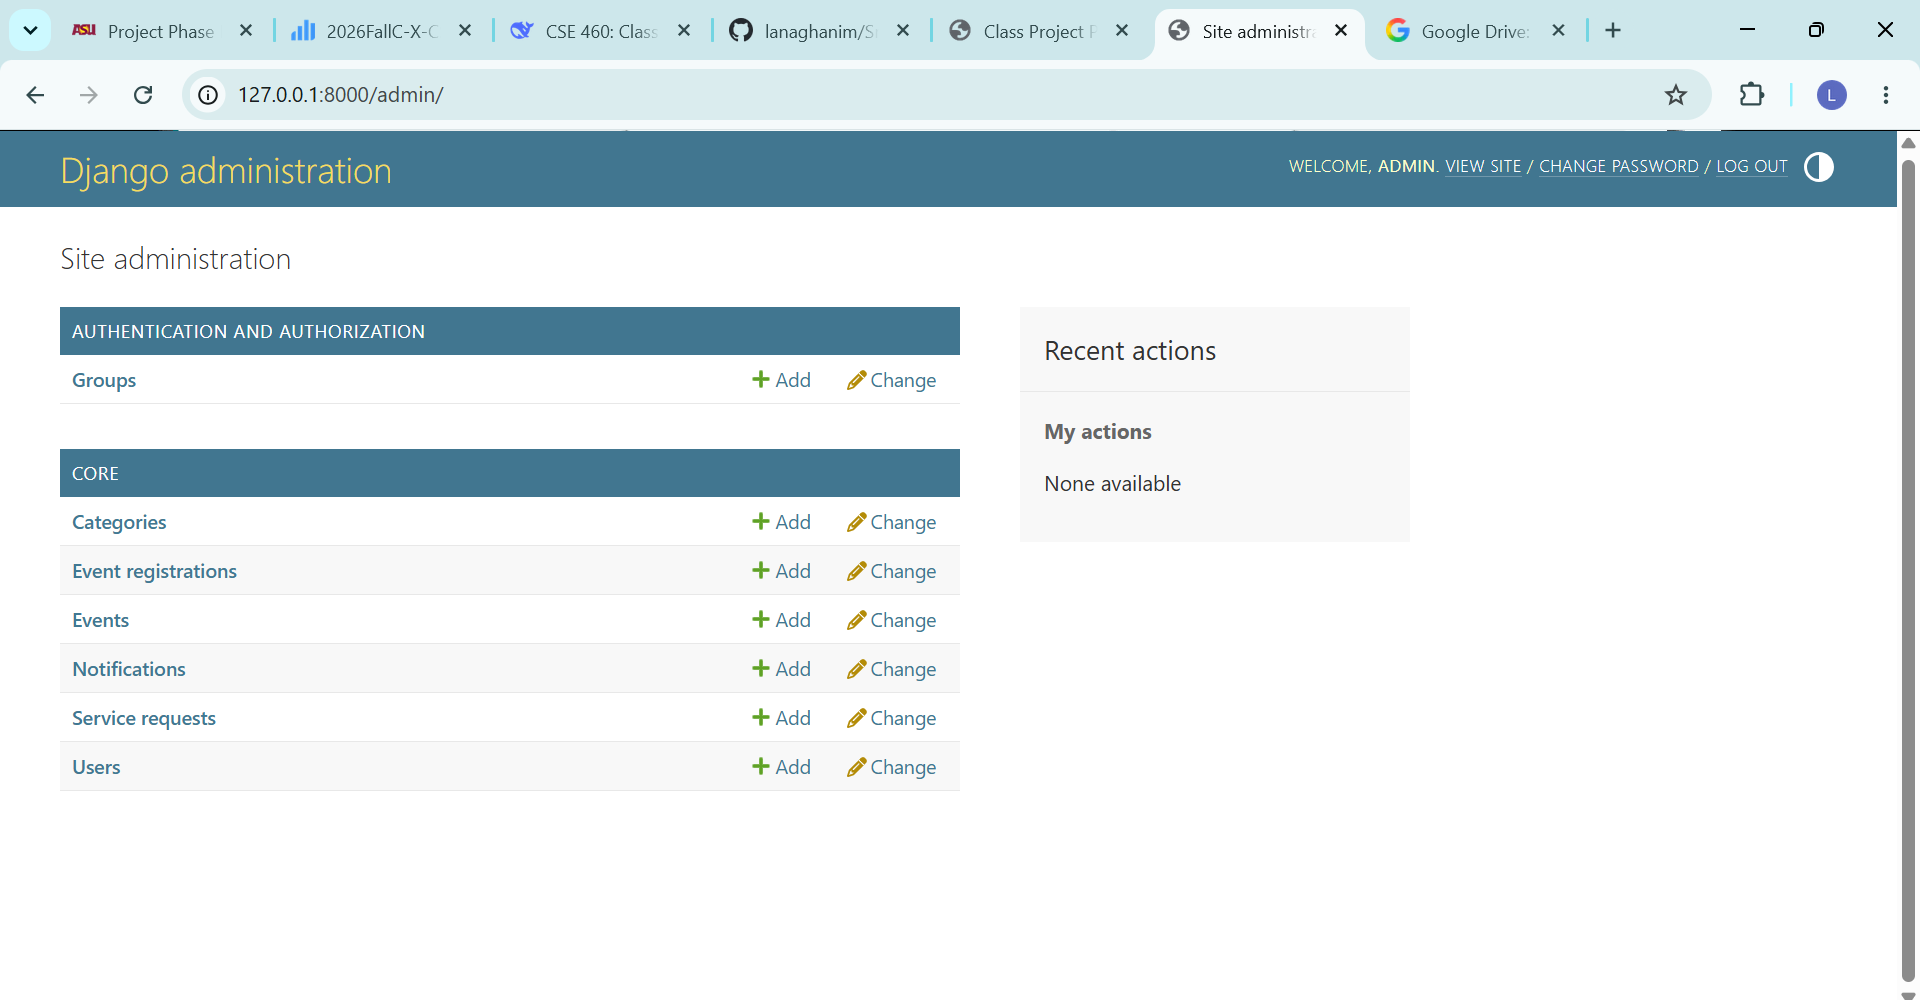 ASU Project Phase
2026FallC-X-C
CSE 460: Class
lanaghanim/S
Class Project P
Site administr
Google Drive:
127.0.0.1:8000/admin/
L
Django administration
WELCOME, ADMIN. VIEW SITE / CHANGE PASSWORD / LOG OUT
Site administration
AUTHENTICATION AND AUTHORIZATION
Groups Add Change
CORE
Categories Add Change
Event registrations Add Change
Events Add Change
Notifications Add Change
Service requests Add Change
Users Add Change
Recent actions
My actions
None available